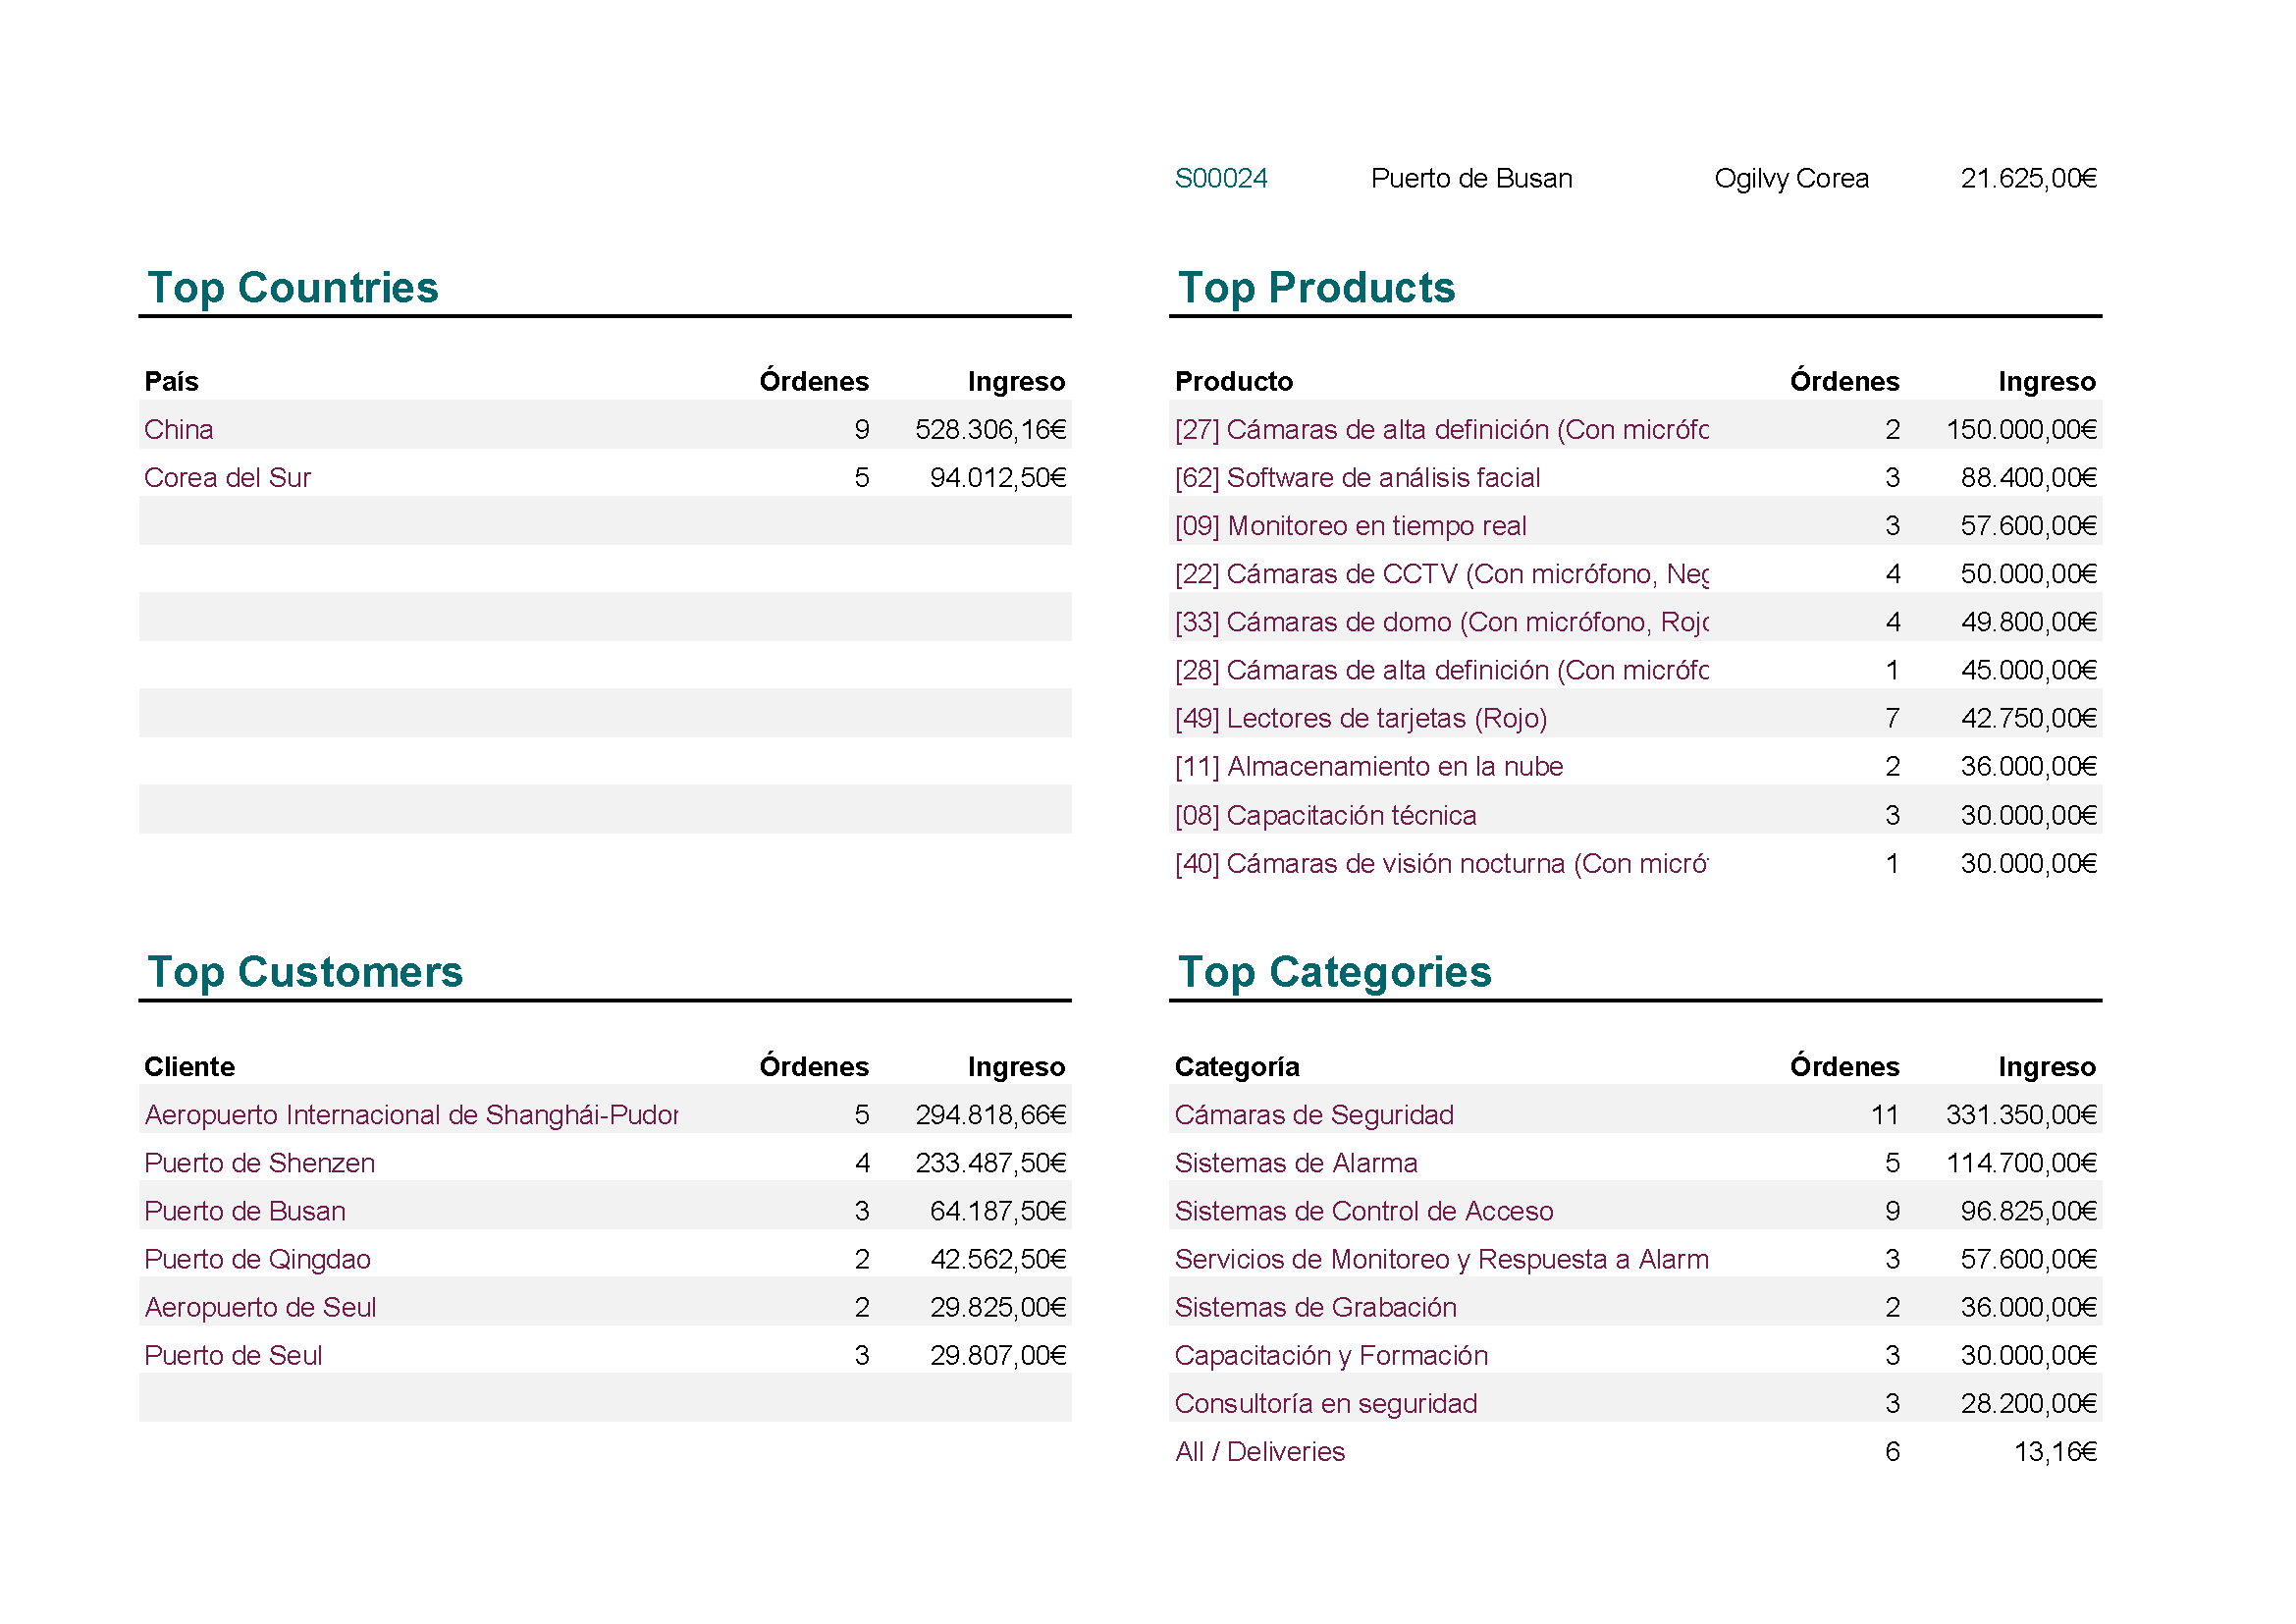 S00024 Puerto de Busan Ogilvy Corea 21.625,00€
Top Countries
País Órdenes Ingreso
China 9 528.306,16€
Corea del Sur 5 94.012,50€
Top Products
Producto Órdenes Ingreso
[27] Cámaras de alta definición (Con micrófo 2 150.000,00€
[62] Software de análisis facial 3 88.400,00€
[09] Monitoreo en tiempo real 3 57.600,00€
[22] Cámaras de CCTV (Con micrófono, Neg 4 50.000,00€
[33] Cámaras de domo (Con micrófono, Rojo 4 49.800,00€
[28] Cámaras de alta definición (Con micrófo 1 45.000,00€
[49] Lectores de tarjetas (Rojo) 7 42.750,00€
[11] Almacenamiento en la nube 2 36.000,00€
[08] Capacitación técnica 3 30.000,00€
[40] Cámaras de visión nocturna (Con micróf 1 30.000,00€
Top Customers
Cliente Órdenes Ingreso
Aeropuerto Internacional de Shanghái-Pudon 5 294.818,66€
Puerto de Shenzen 4 233.487,50€
Puerto de Busan 3 64.187,50€
Puerto de Qingdao 2 42.562,50€
Aeropuerto de Seul 2 29.825,00€
Puerto de Seul 3 29.807,00€
Top Categories
Categoría Órdenes Ingreso
Cámaras de Seguridad 11 331.350,00€
Sistemas de Alarma 5 114.700,00€
Sistemas de Control de Acceso 9 96.825,00€
Servicios de Monitoreo y Respuesta a Alarm 3 57.600,00€
Sistemas de Grabación 2 36.000,00€
Capacitación y Formación 3 30.000,00€
Consultoría en seguridad 3 28.200,00€
All / Deliveries 6 13,16€